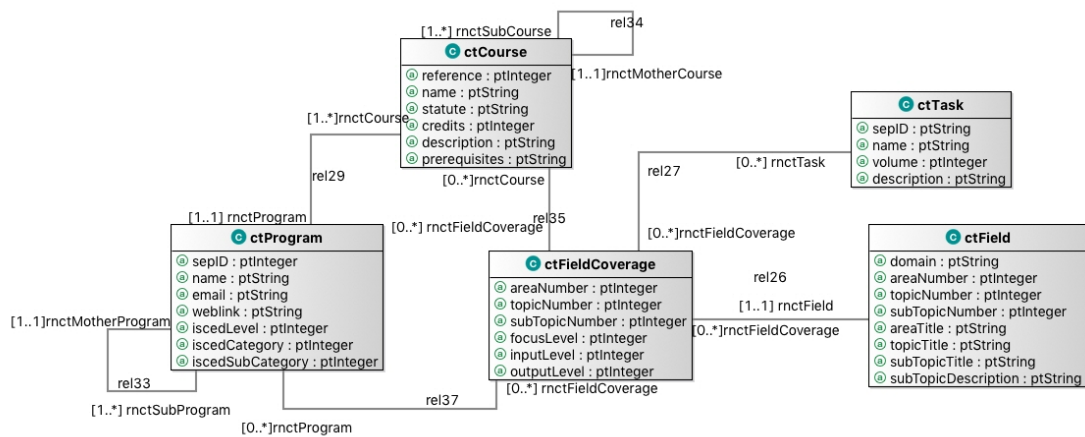 rel34
[1..*] rnctSubCourse
C ctCourse
[1..1]rnctMotherCourse
a reference : ptInteger
a name : ptString
a statute : ptString
a credits : ptInteger
a description : ptString
a prerequisites : ptString
[1..*]rnctCourse
[0..*]rnctCourse
C ctTask
a sepID : ptString
a name : ptString
a volume : ptInteger
a description : ptString
[0..*] rnctTask
rel27
rel29
[1..1] rnctProgram
rel35
[0..*] rnctFieldCoverage
[0..*]rnctFieldCoverage
C ctProgram
a sepID : ptInteger
a name : ptString
a email : ptString
a weblink : ptString
a iscedLevel : ptInteger
a iscedCategory : ptInteger
a iscedSubCategory : ptInteger
[1..1]rnctMotherProgram
rel33
[1..*] rnctSubProgram
C ctFieldCoverage
a areaNumber : ptInteger
a topicNumber : ptInteger
a subTopicNumber : ptInteger
a focusLevel : ptInteger
a inputLevel : ptInteger
a outputLevel : ptInteger
rel26
[1..1] rnctField
[0..*]rnctFieldCoverage
C ctField
a domain : ptString
a areaNumber : ptInteger
a topicNumber : ptInteger
a subTopicNumber : ptInteger
a areaTitle : ptString
a topicTitle : ptString
a subTopicTitle : ptString
a subTopicDescription : ptString
[0..*] rnctFieldCoverage
rel37
[0..*]rnctProgram